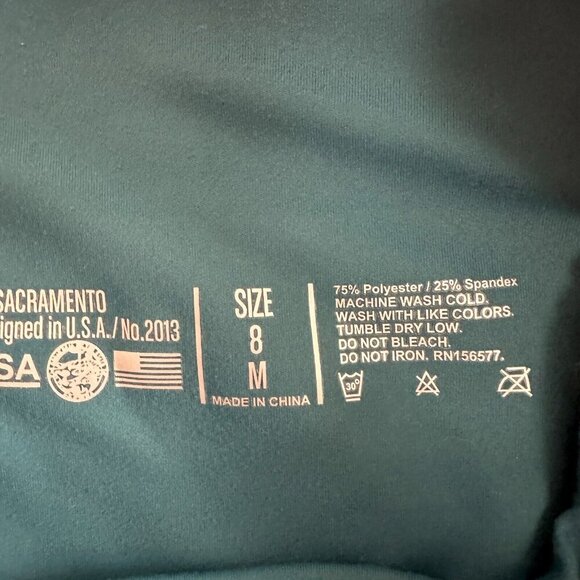 SACRAMENTO
igned in U.S.A./No.2013
SA
SIZE
8
M
MADE IN CHINA
75% Polyester / 25% Spandex
MACHINE WASH COLD.
WASH WITH LIKE COLORS.
TUMBLE DRY LOW.
DO NOT BLEACH.
DO NOT IRON. RN156577.
30°